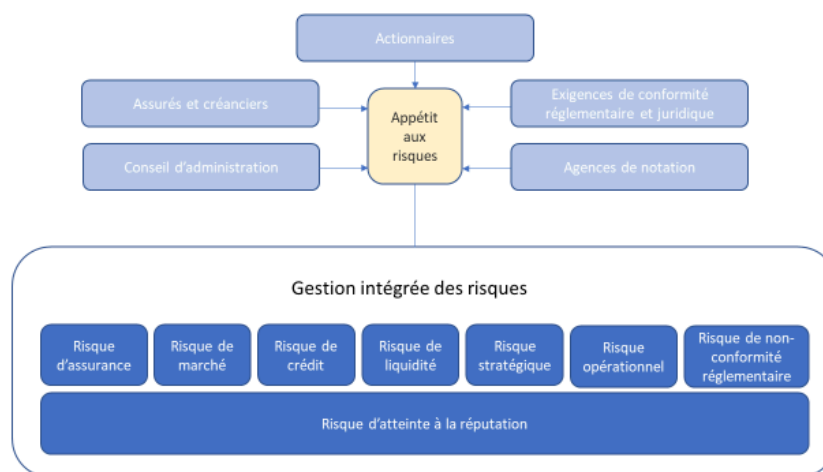 Actionnaires
Assurés et créanciers
Exigences de conformité
réglementaire et juridique
Appétit
aux
risques
Conseil d'administration
Agences de notation
Gestion intégrée des risques
Risque
d'assurance
Risque de
marché
Risque de
crédit
Risque de
liquidité
Risque
stratégique
Risque
opérationnel
Risque de non-
conformité
réglementaire
Risque d'atteinte à la réputation